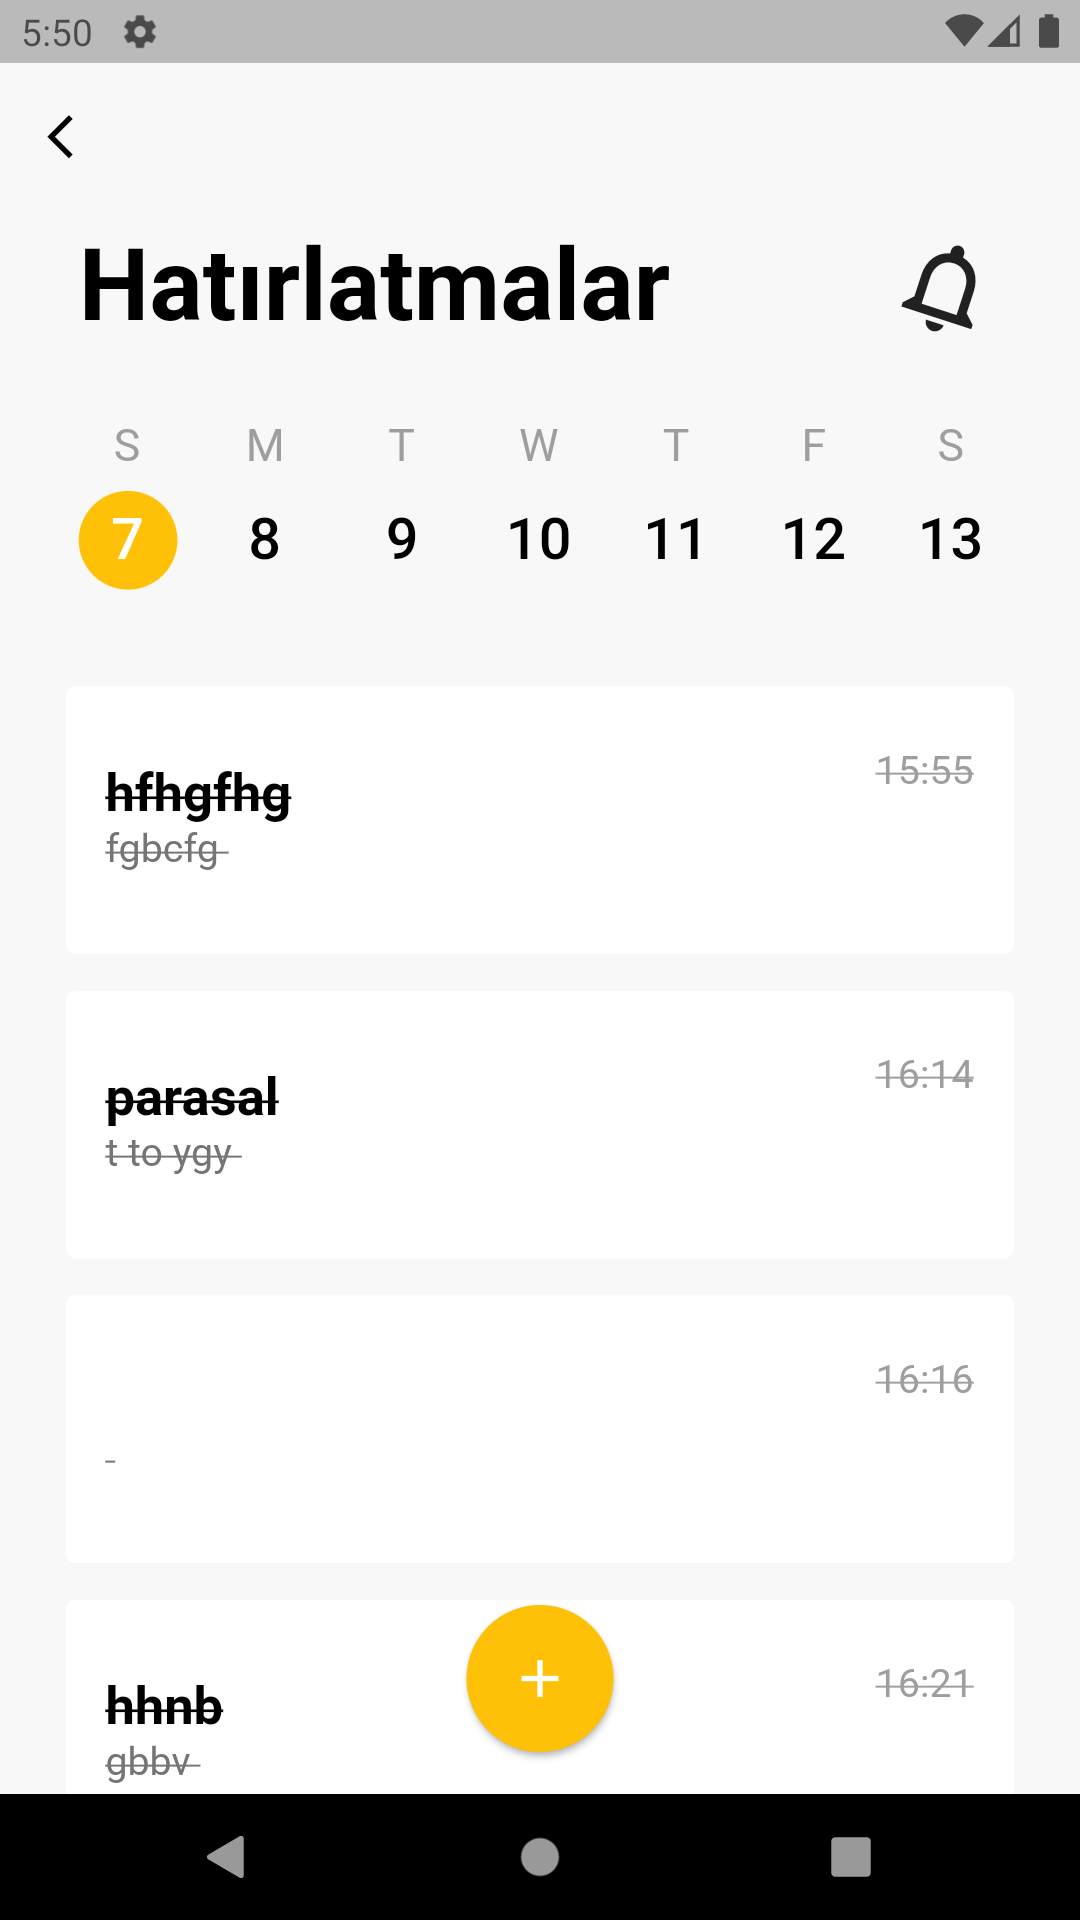 5:50
Hatırlatmalar
S M T W T F S
7 8 9 10 11 12 13
15:55
hfhgfhg
fgbcfg
16:14
parasal
t to ygy
16:16
16:21
hhnb
gbbv